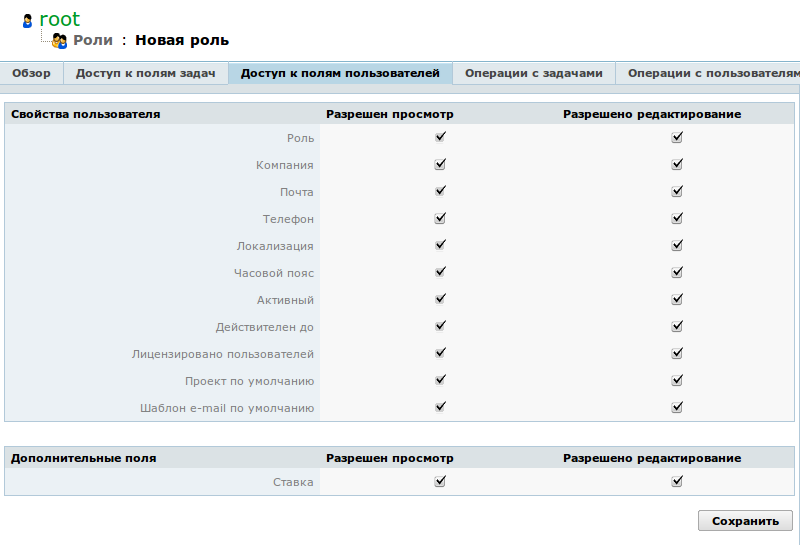 root
Роли : Новая роль
Обзор Доступ к полям задач Доступ к полям пользователей Операции с задачами Операции с пользователям
Свойства пользователя Разрешен просмотр Разрешено редактирование
Роль
Компания
Почта
Телефон
Локализация
Часовой пояс
Активный
Действителен до
Лицензировано пользователей
Проект по умолчанию
Шаблон e-mail по умолчанию
Дополнительные поля Разрешен просмотр Разрешено редактирование
Ставка
Сохранить